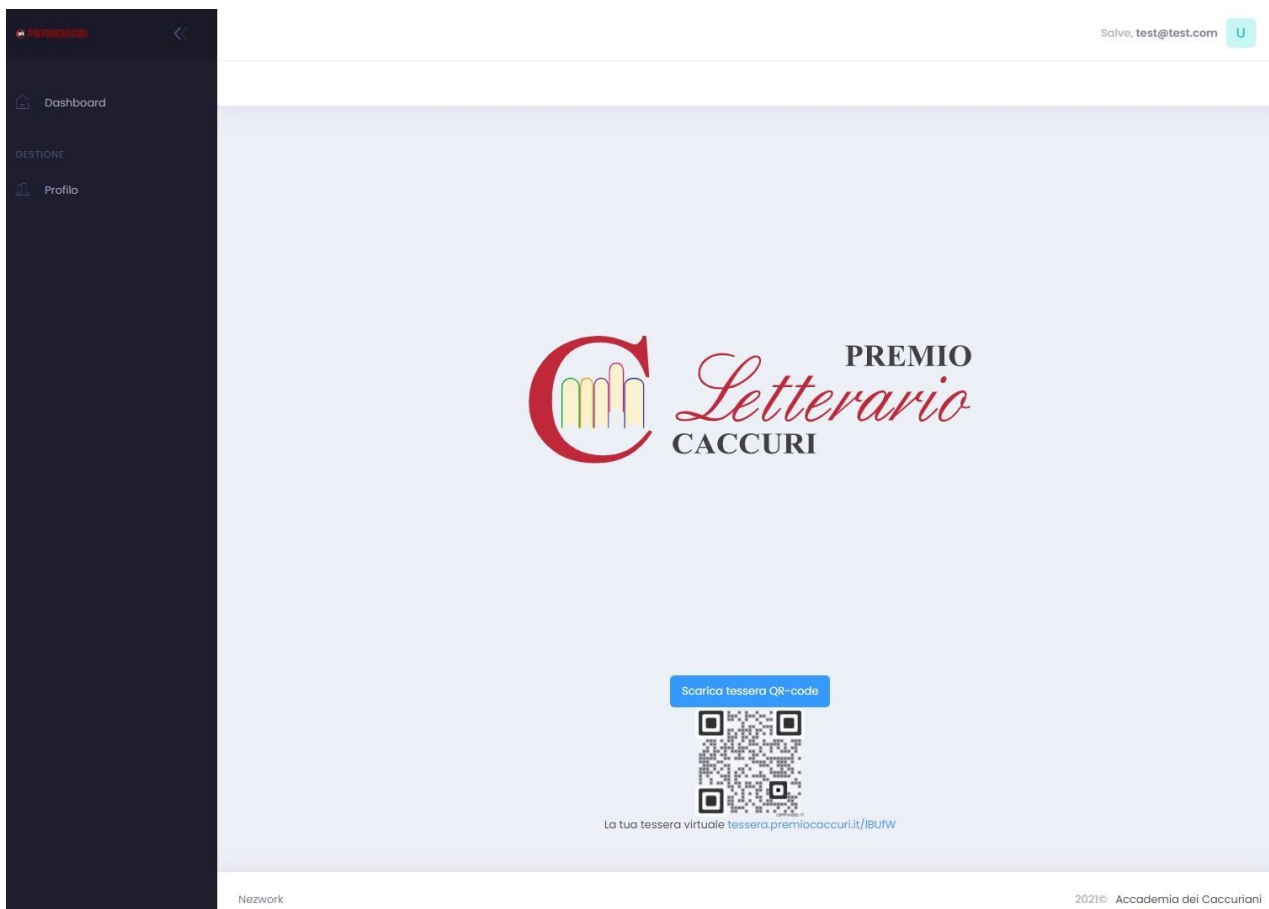 PREMIOCACCURI
Salve, test@test.com U
Dashboard
GESTIONE
Profilo
PREMIO
Letterario
CACCURI
Scarica tessera QR-code
La tua tessera virtuale tessera.premiocaccuri.it/IBUfW
Nezwork
2021© Accademia dei Caccuriani